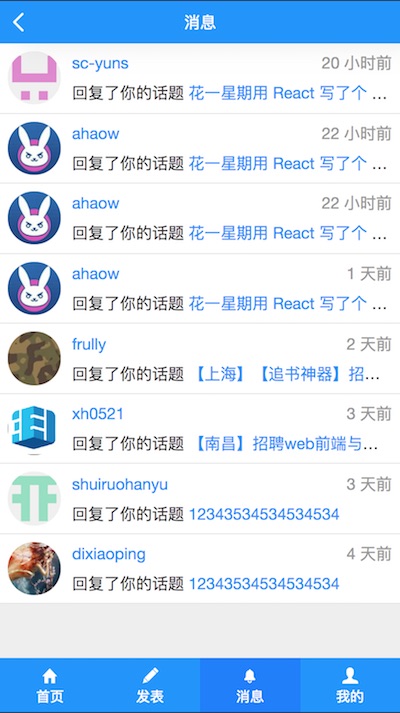 消息
sc-yuns 20 小时前
回复了你的话题 花一星期用 React 写了个 ...
ahaow 22 小时前
回复了你的话题 花一星期用 React 写了个 ...
ahaow 22 小时前
回复了你的话题 花一星期用 React 写了个 ...
ahaow 1 天前
回复了你的话题 花一星期用 React 写了个 ...
frully 2 天前
回复了你的话题 【上海】【追书神器】招...
xh0521 3 天前
回复了你的话题 【南昌】招聘web前端与...
shuiruohanyu 3 天前
回复了你的话题 12343534534534534
dixiaoping 4 天前
回复了你的话题 12343534534534534
首页 发表 消息 我的